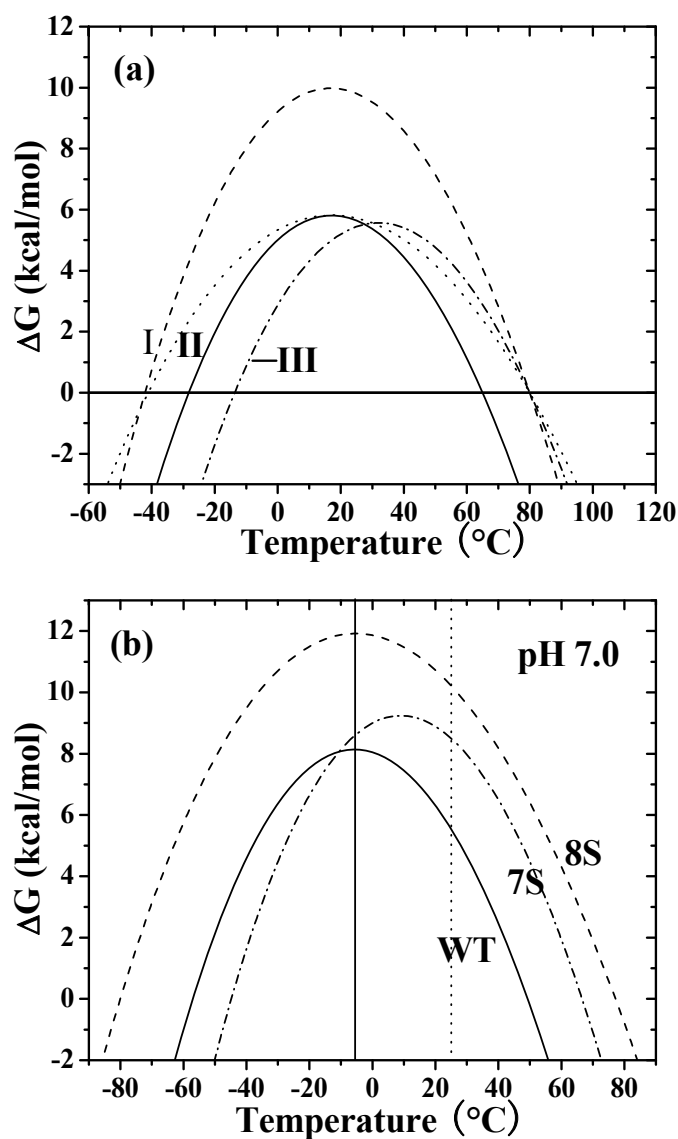 12
(a)
10
8
6
4
2
0
-2
ΔG (kcal/mol)
I
II
III
-60 -40 -20 0 20 40 60 80 100 120
Temperature (°C)
12
(b)
pH 7.0
10
8
6
4
2
0
-2
ΔG (kcal/mol)
8S
7S
WT
-80 -60 -40 -20 0 20 40 60 80
Temperature (°C)